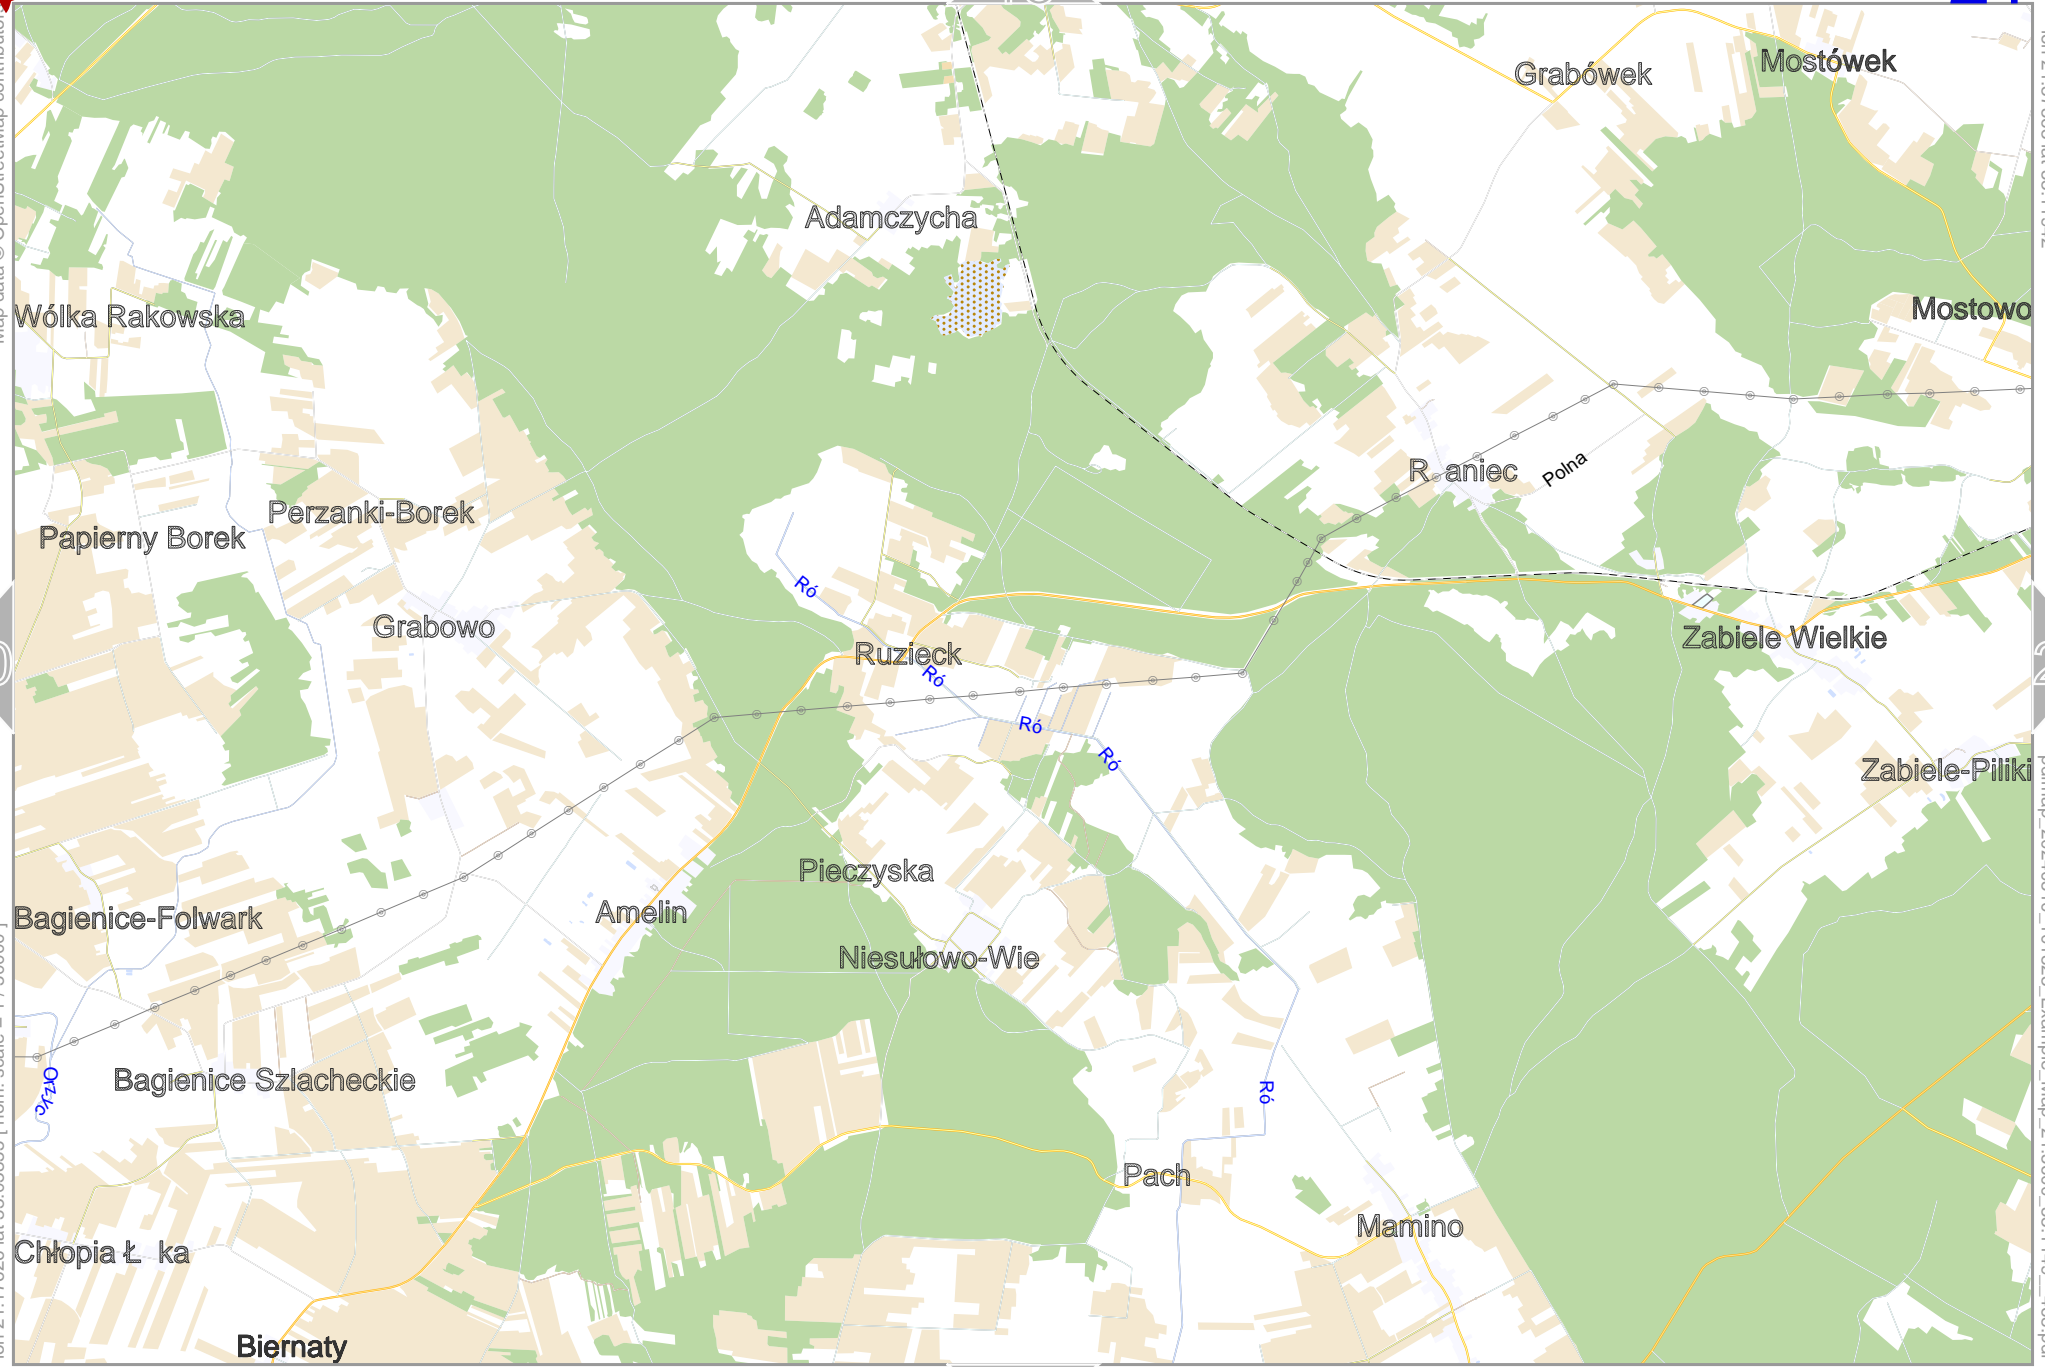 Grabówek
Mostówek
Adamczycha
Wólka Rakowska
Mostowo
R aniec
Polna
Perzanki-Borek
Papierny Borek
Ró
Grabowo
Ruzieck
Zabiele Wielkie
Ró
Ró
Ró
Zabiele-Piliki
Pieczyska
Bagienice-Folwark
Amelin
Niesułowo-Wie
Bagienice Szlacheckie
Orzyc
Ró
Pach
Mamino
Chłopia Ł ka
Biernaty